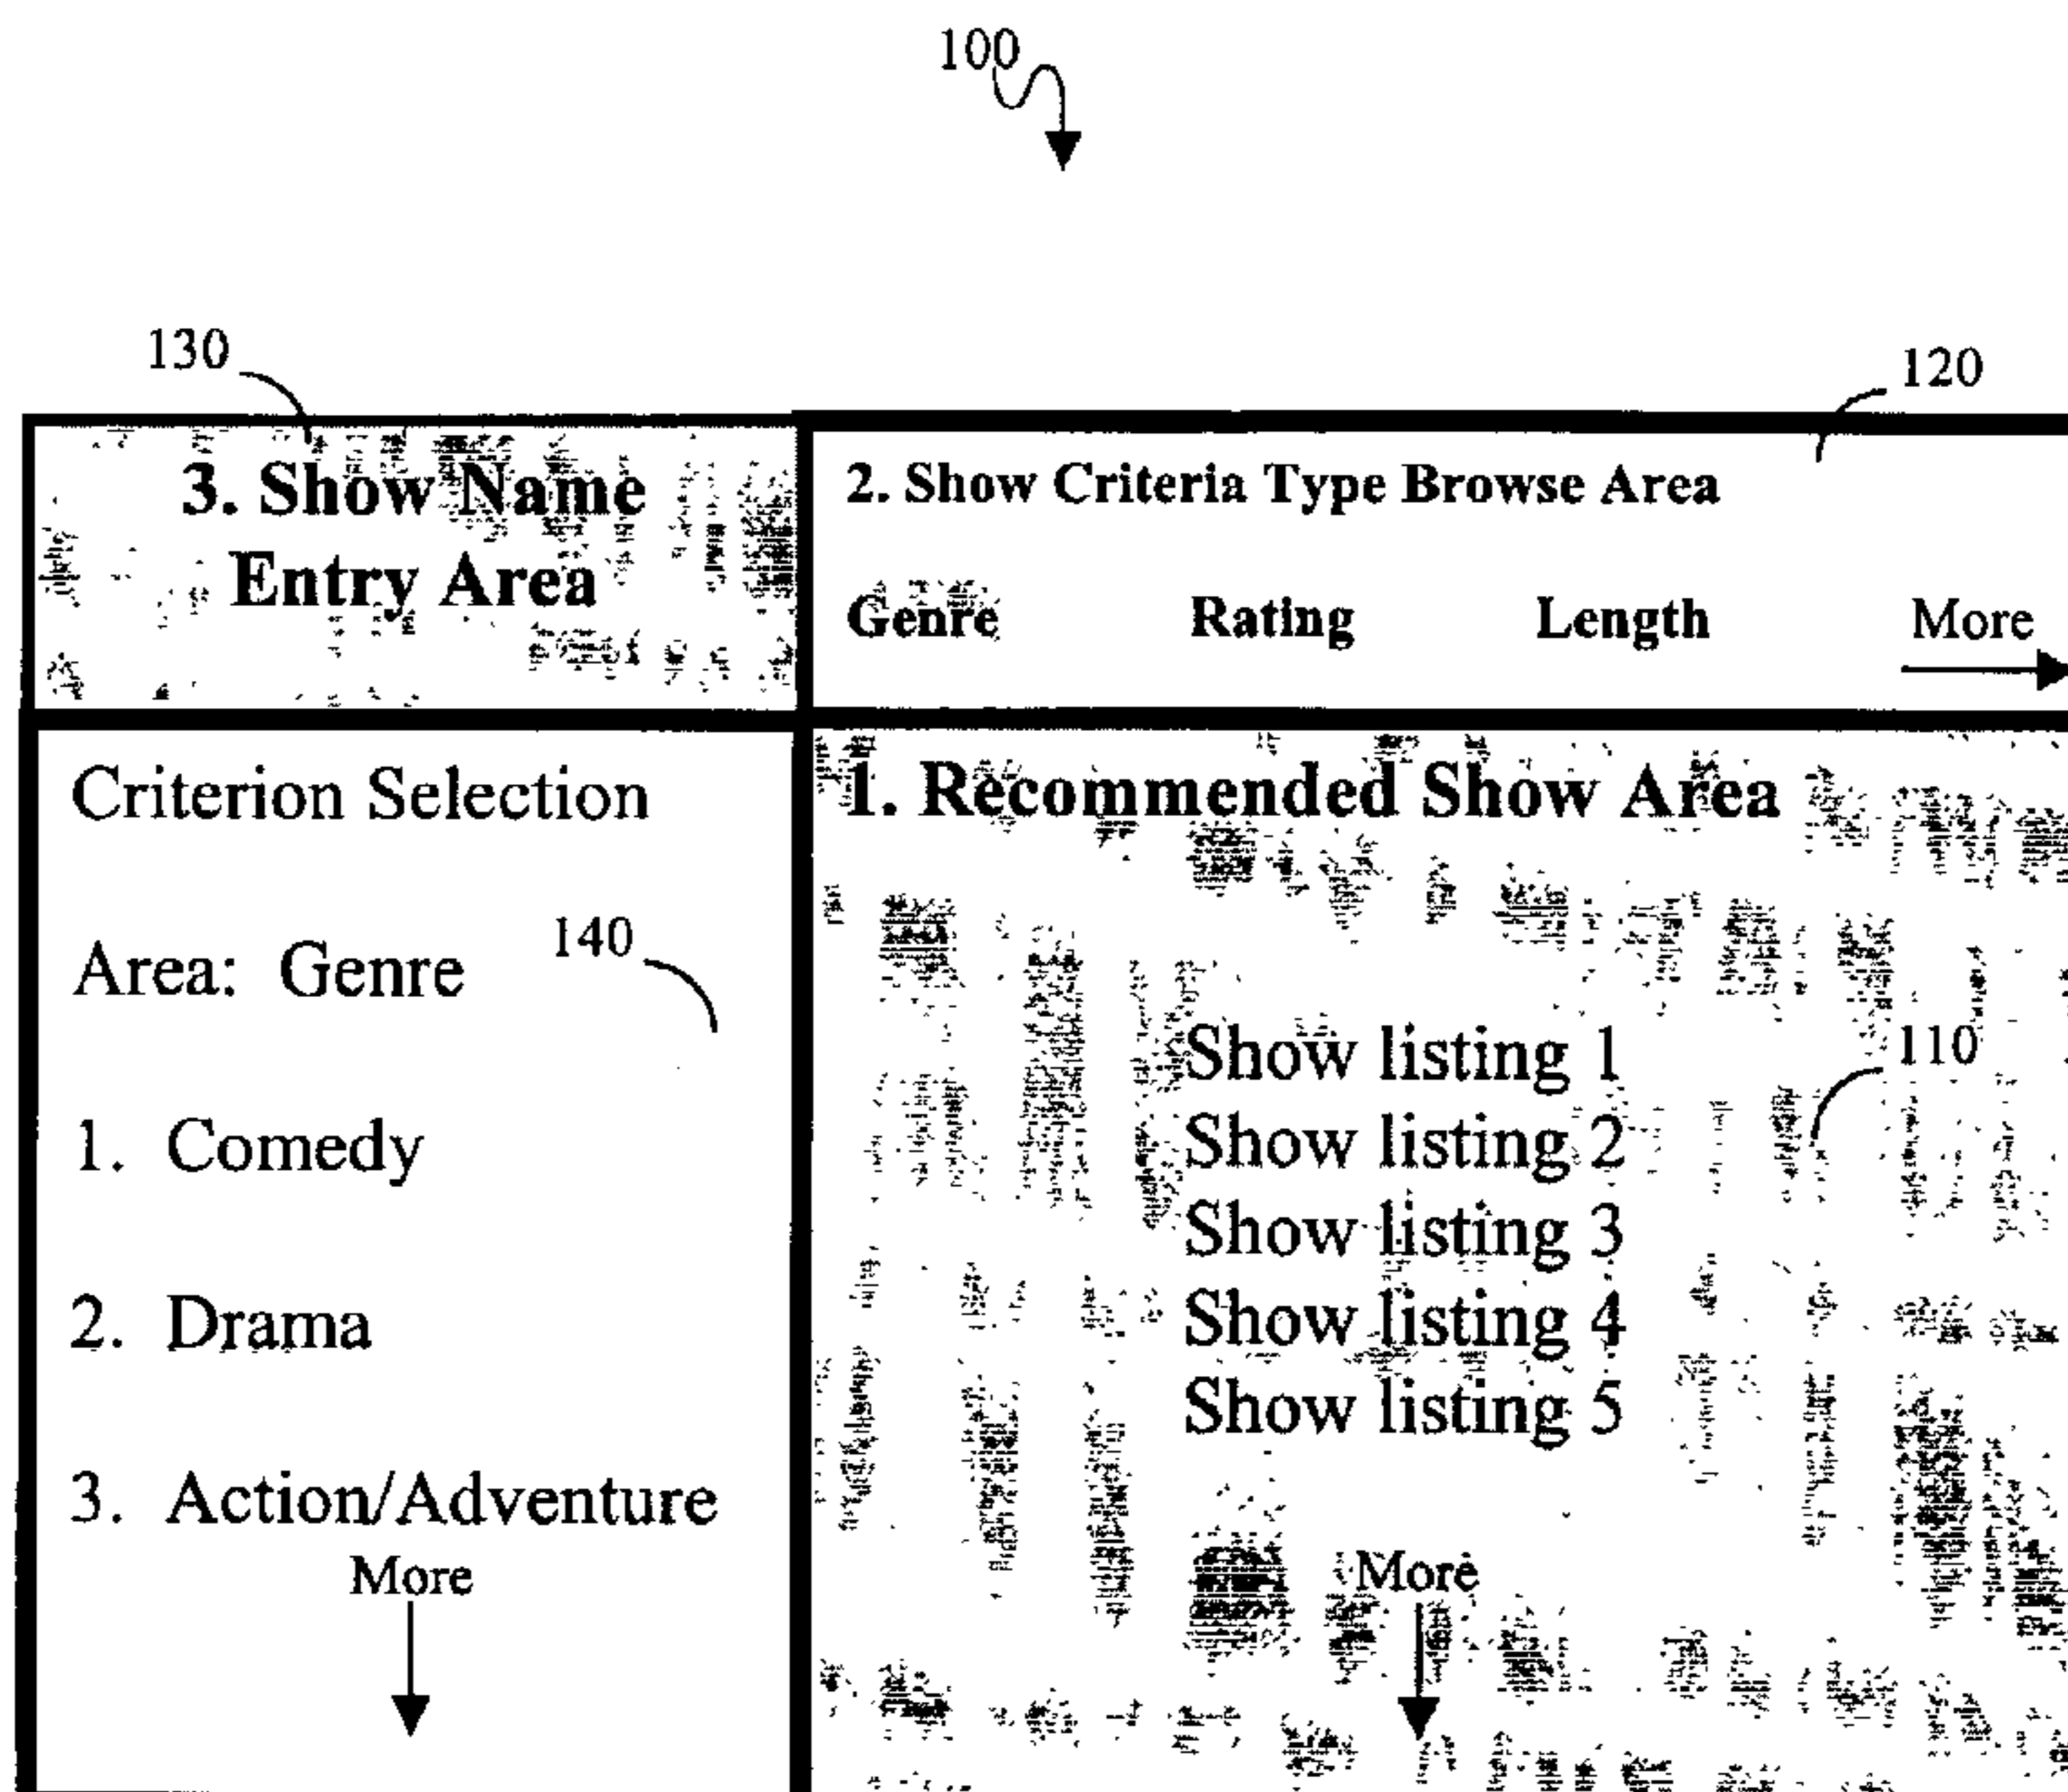 100
130
120
3. Show Name
Entry Area
2. Show Criteria Type Browse Area
Genre Rating Length More
Criterion Selection
Area: Genre
140
1. Comedy
2. Drama
3. Action/Adventure
More
1. Recommended Show Area
Show listing 1
110
Show listing 2
Show listing 3
Show listing 4
Show listing 5
More